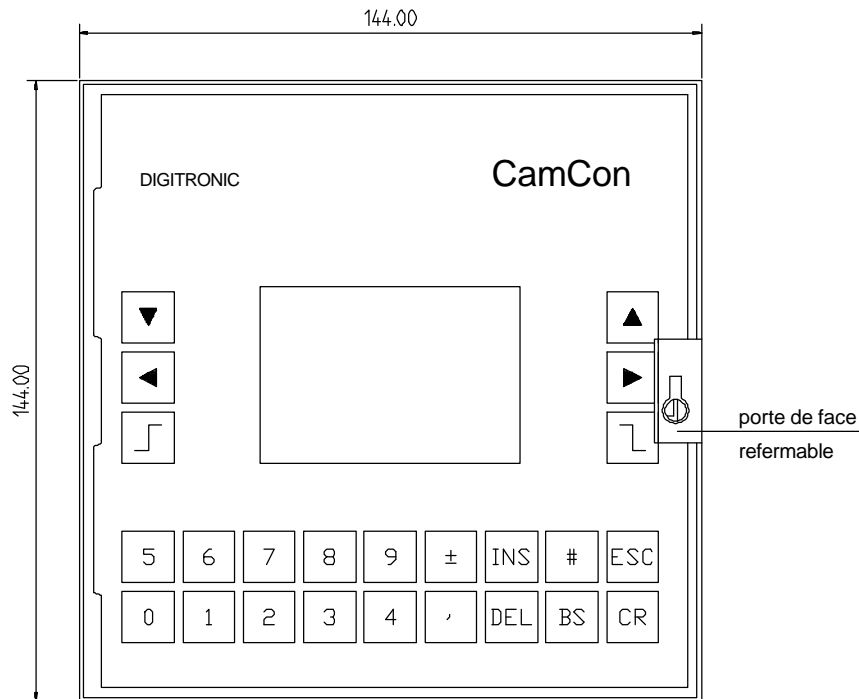 144.00
DIGITRONIC CamCon
144.00
porte de face
refermable
5 6 7 8 9 ± INS # ESC
0 1 2 3 4 , DEL BS CR